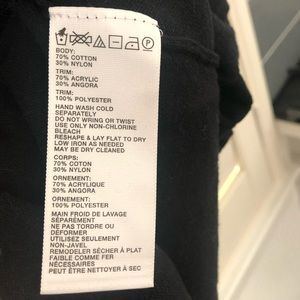 BODY:
70% COTTON
30% NYLON
TRIM:
70% ACRYLIC
30% ANGORA
TRIM:
100% POLYESTER
HAND WASH COLD
SEPARATELY
DO NOT WRING OR TWIST
USE ONLY NON-CHLORINE
BLEACH
RESHAPE & LAY FLAT TO DRY
LOW IRON AS NEEDED
MAY BE DRY CLEANED
CORPS:
70% COTON
30% NYLON
ORNEMENT:
70% ACRYLIQUE
30% ANGORA
ORNEMENT:
100% POLYESTER
MAIN FROID DE LAVAGE
SÉPARÉMENT
NE PAS TORDRE OU
DÉFORMER
UTILISEZ SEULEMENT
NON-JAVEL
REMODELER SÉCHER À PLAT
FAIBLE COMME FER
NÉCESSAIRES
PEUT ÊTRE NETTOYER À SEC